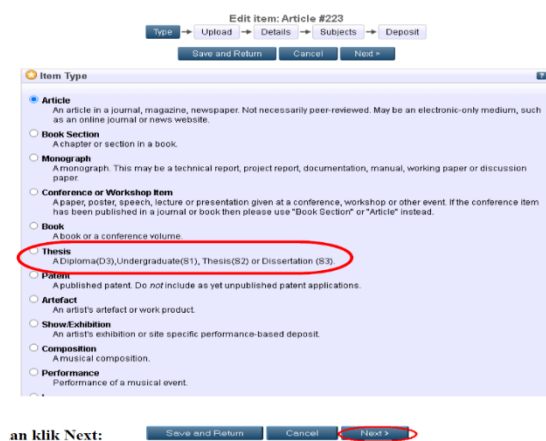 Edit item: Article #223
Type → Upload → Details → Subjects → Deposit
Save and Return Cancel Next >
Item Type
Article
An article in a journal, magazine, newspaper. Not necessarily peer-reviewed. May be an electronic-only medium, such
as an online journal or news website.
Book Section
A chapter or section in a book.
Monograph
A monograph. This may be a technical report, project report, documentation, manual, working paper or discussion
paper.
Conference or Workshop Item
A paper, poster, speech, lecture or presentation given at a conference, workshop or other event. If the conference item
has been published in a journal or book then please use "Book Section" or "Article" instead.
Book
A book or a conference volume.
Thesis
A Diploma(D3),Undergraduate(S1), Thesis(S2) or Dissertation (S3).
Patent
A published patent. Do not include as yet unpublished patent applications.
Artefact
An artist's artefact or work product.
Show/Exhibition
An artist's exhibition or site specific performance-based deposit.
Composition
A musical composition.
Performance
Performance of a musical event.
an klik Next: Save and Return Cancel Next >